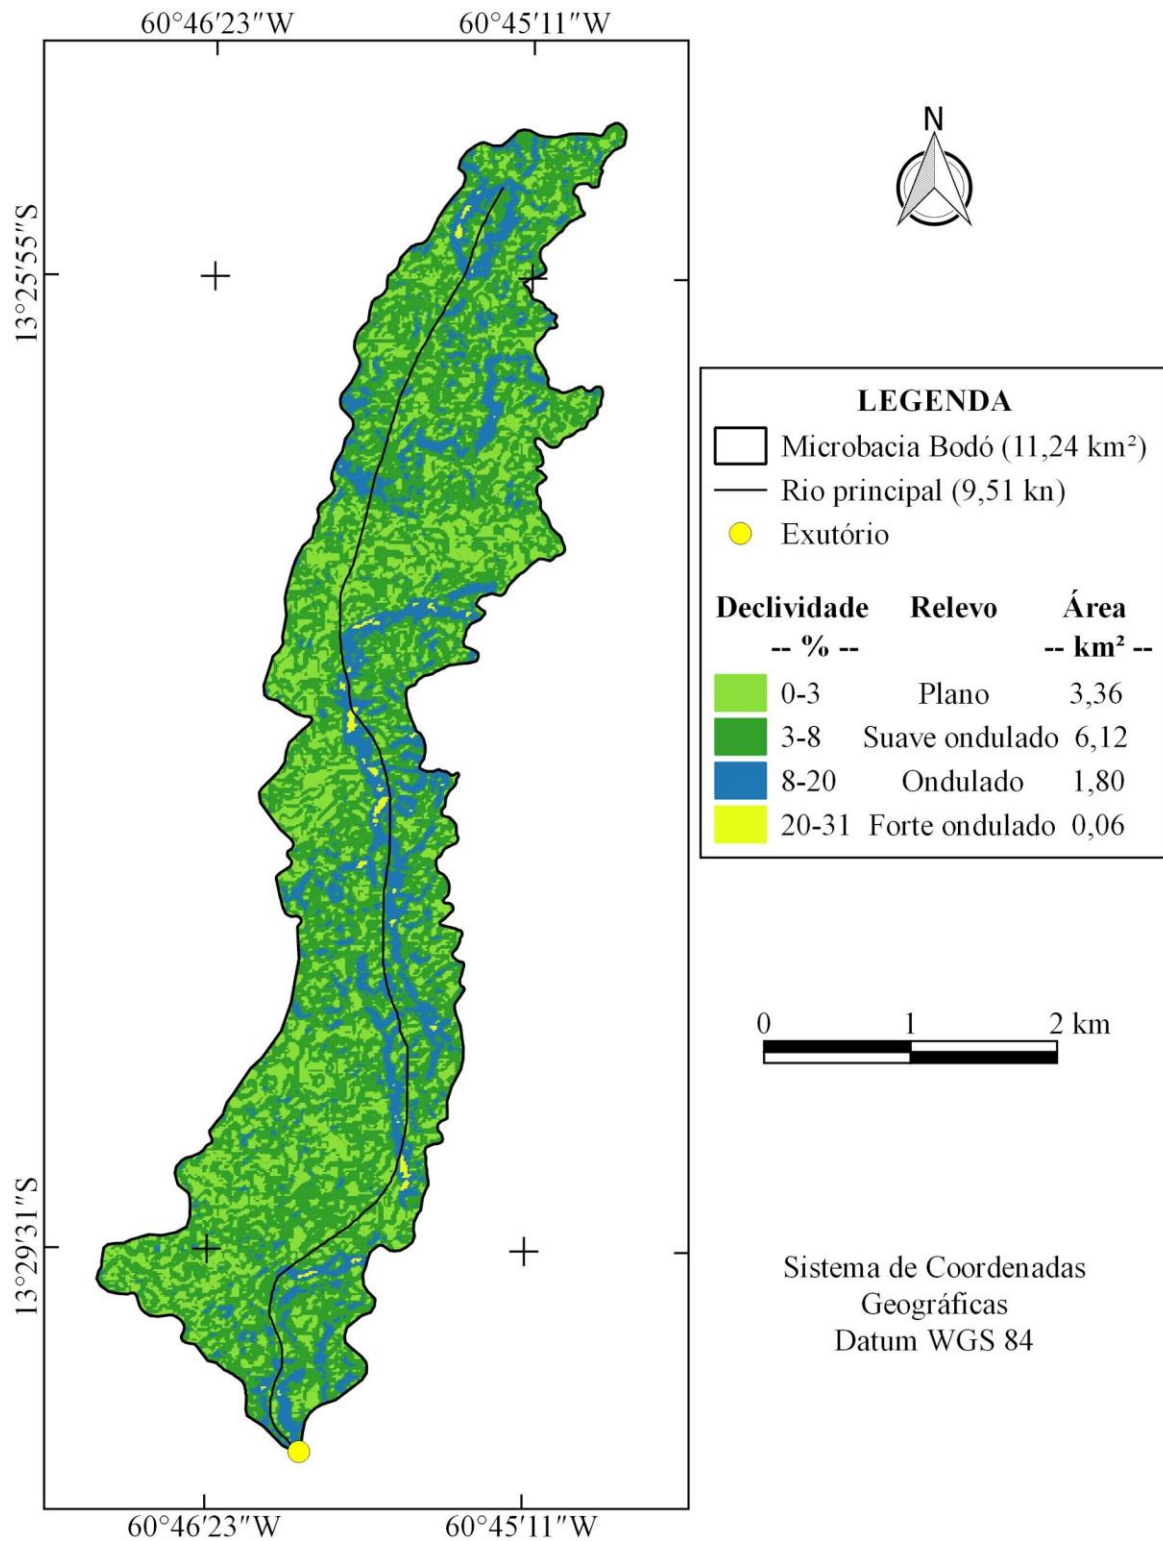 60°46'23"W 60°45'11"W
N
13°25'55"S
LEGENDA
Microbacia Bodó (11,24 km²)
Rio principal (9,51 kn)
Exutório
Declividade Relevo Área
-- % -- -- km² --
0-3 Plano 3,36
3-8 Suave ondulado 6,12
8-20 Ondulado 1,80
20-31 Forte ondulado 0,06
0 1 2 km
13°29'31"S
Sistema de Coordenadas
Geográficas
Datum WGS 84
60°46'23"W 60°45'11"W